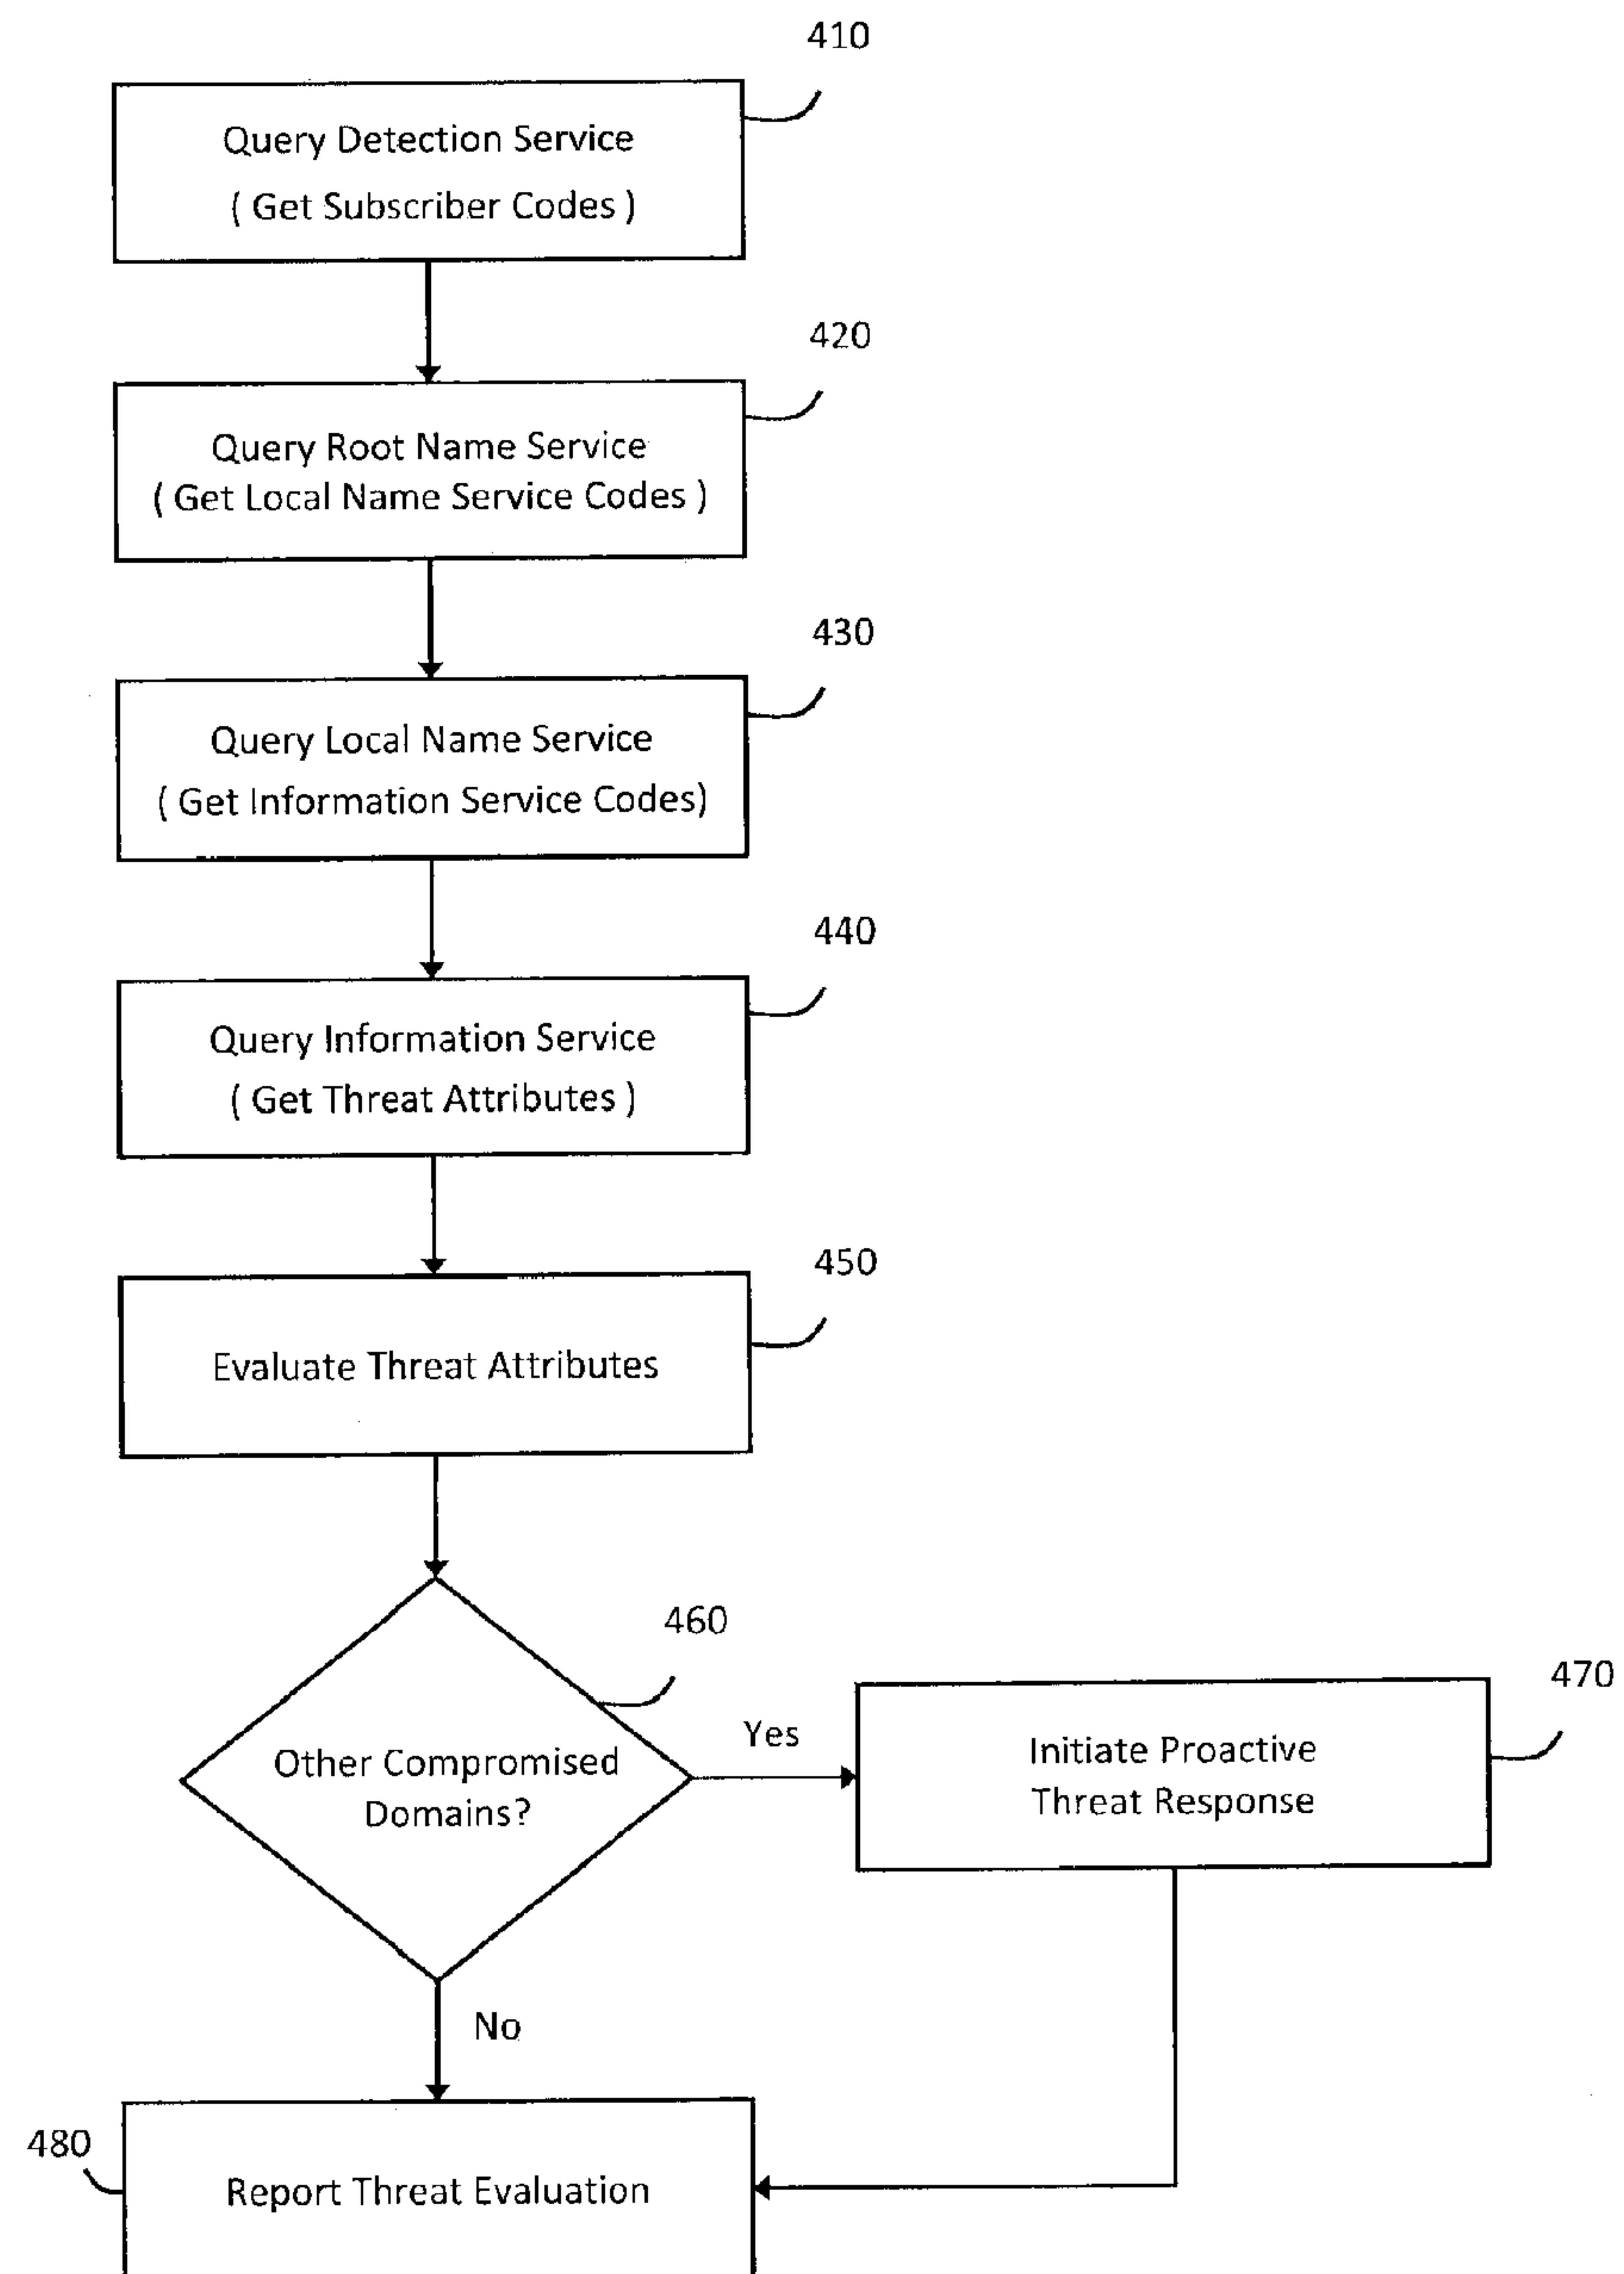 410
Query Detection Service
( Get Subscriber Codes )
420
Query Root Name Service
( Get Local Name Service Codes )
430
Query Local Name Service
( Get Information Service Codes)
440
Query Information Service
( Get Threat Attributes )
450
Evaluate Threat Attributes
460
Other Compromised
Domains?
Yes
470
Initiate Proactive
Threat Response
No
480
Report Threat Evaluation